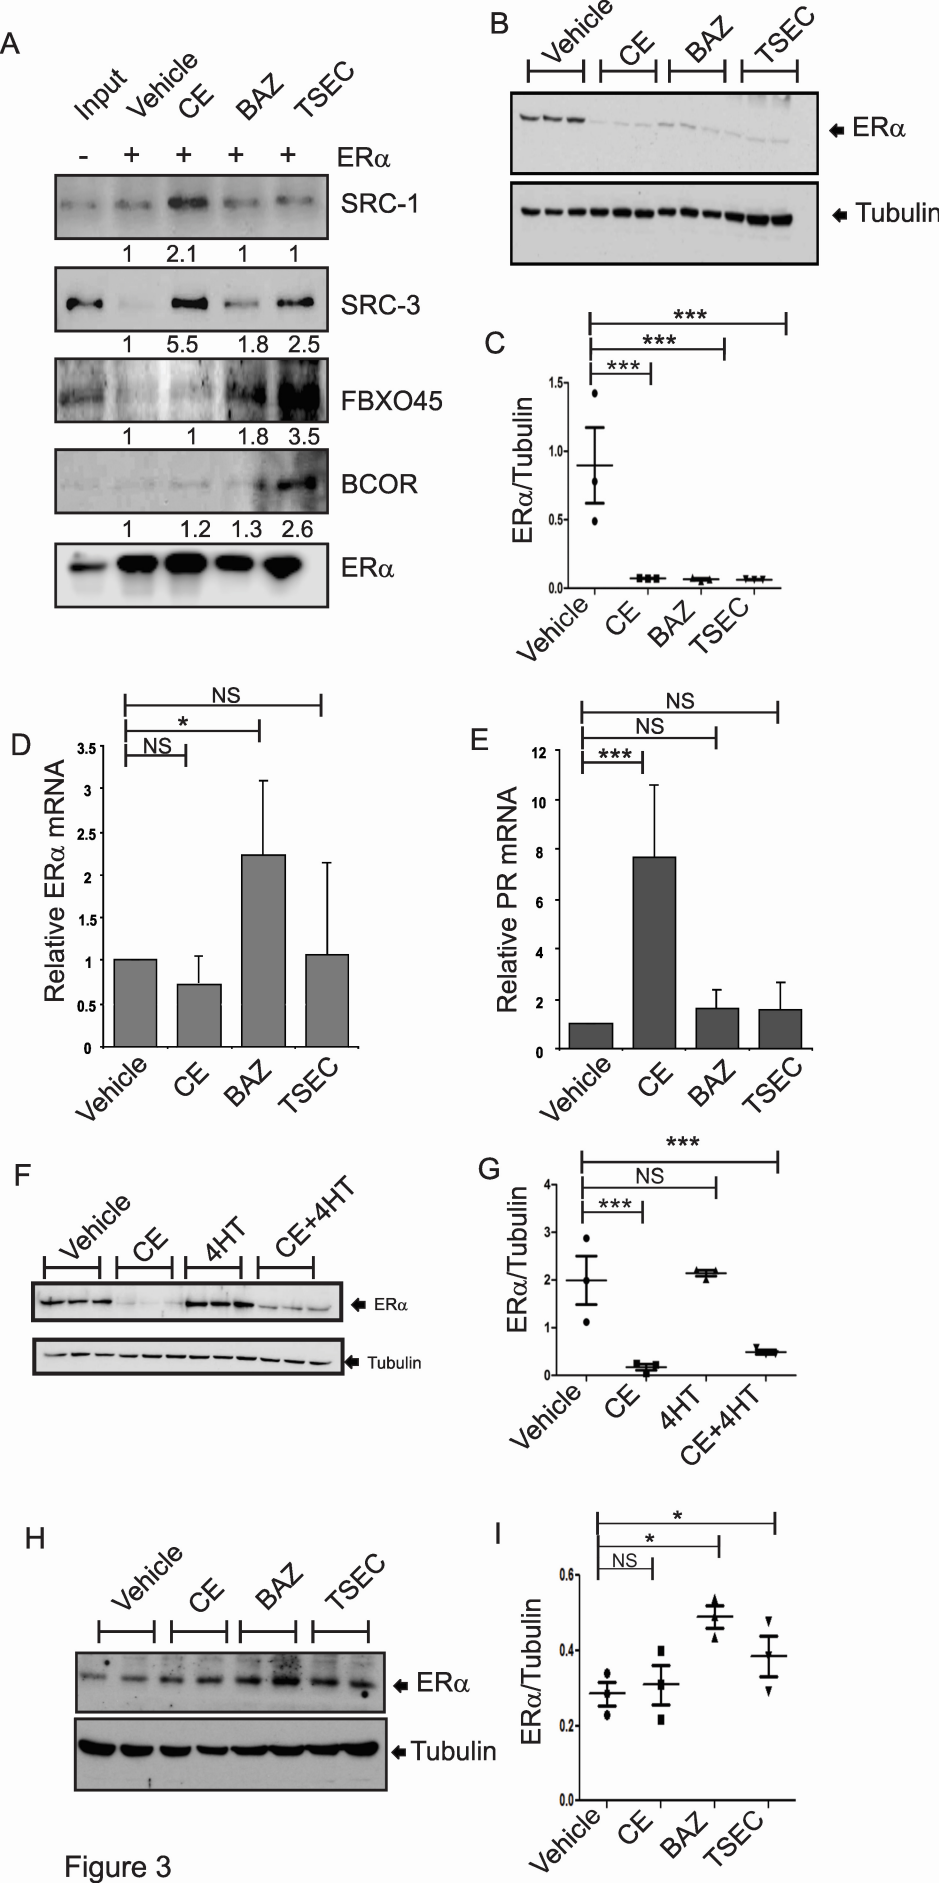 A
Input Vehicle CE BAZ TSEC
- + + + + ERα
SRC-1
1 2.1 1 1
SRC-3
1 5.5 1.8 2.5
FBXO45
1 1 1.8 3.5
BCOR
1 1.2 1.3 2.6
ERα
B
Vehicle CE BAZ TSEC
ERα
Tubulin
C
***
***
***
ERα/Tubulin
1.5
1.0
0.5
0.0
Vehicle CE BAZ TSEC
D
NS
*
NS
Relative ERα mRNA
3.5
3
2.5
2
1.5
1
0.5
0
Vehicle CE BAZ TSEC
E
NS
NS
***
Relative PR mRNA
12
10
8
6
4
2
0
Vehicle CE BAZ TSEC
F
Vehicle CE 4HT CE+4HT
ERα
Tubulin
G
***
NS
***
ERα/Tubulin
4
3
2
1
0
Vehicle CE 4HT CE+4HT
H
Vehicle CE BAZ TSEC
ERα
Tubulin
I
*
*
NS
ERα/Tubulin
0.6
0.4
0.2
0.0
Vehicle CE BAZ TSEC
Figure 3